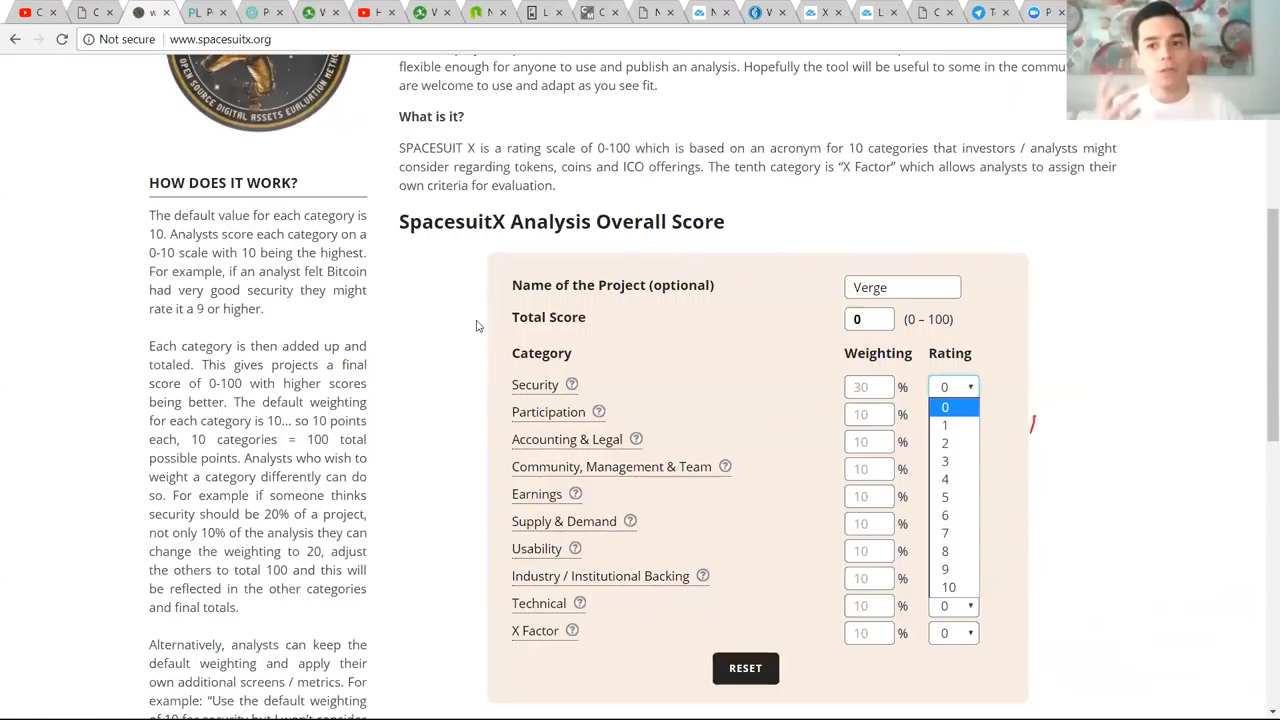 Not secure
www.spacesuitx.org
OPEN SOURCE DIGITAL ASSETS EVALUATION
flexible enough for anyone to use and publish an analysis. Hopefully the tool will be useful to some in the
are welcome to use and adapt as you see fit.
What is it?
SPACESUIT X is a rating scale of 0-100 which is based on an acronym for 10 categories that investors / analysts might
consider regarding tokens, coins and ICO offerings. The tenth category is “X Factor” which allows analysts to assign their
own criteria for evaluation.
HOW DOES IT WORK?
The default value for each category is
10. Analysts score each category on a
0-10 scale with 10 being the highest.
For example, if an analyst felt Bitcoin
had very good security they might
rate it a 9 or higher.
Each category is then added up and
totaled. This gives projects a final
score of 0-100 with higher scores
being better. The default weighting
for each category is 10... so 10 points
each, 10 categories = 100 total
possible points. Analysts who wish to
weight a category differently can do
so. For example if someone thinks
security should be 20% of a project,
not only 10% of the analysis they can
change the weighting to 20, adjust
the others to total 100 and this will
be reflected in the other categories
and final totals.
Alternatively, analysts can keep the
default weighting and apply their
own additional screens / metrics. For
example: “Use the default weighting
SpacesuitX Analysis Overall Score
Name of the Project (optional) Verge
Total Score 0 (0 – 100)
Category Weighting Rating
Security ? 30 % 0
Participation ? 10 %
Accounting & Legal ? 10 %
Community, Management & Team ? 10 %
Earnings ? 10 %
Supply & Demand ? 10 %
Usability ? 10 %
Industry / Institutional Backing ? 10 %
Technical ? 10 % 0
X Factor ? 10 % 0
0
1
2
3
4
5
6
7
8
9
10
RESET